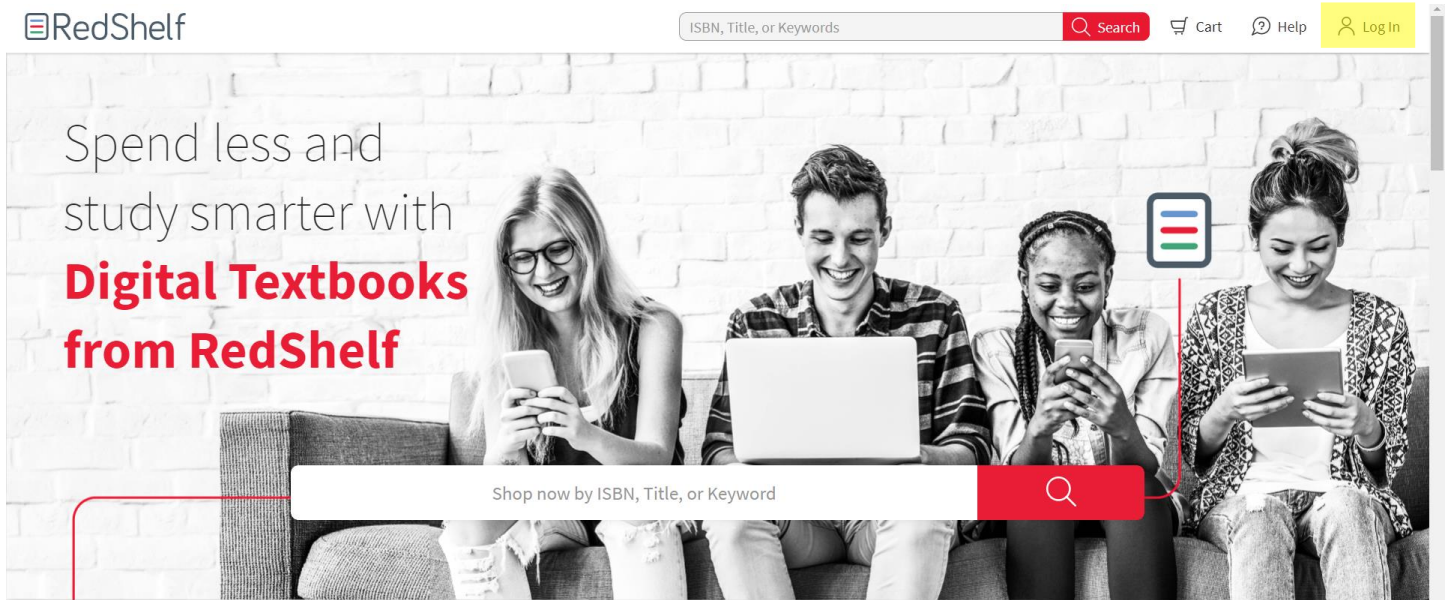 RedShelf
ISBN, Title, or Keywords
Search
Cart
Help
Log In
Spend less and
study smarter with
Digital Textbooks
from RedShelf
Shop now by ISBN, Title, or Keyword